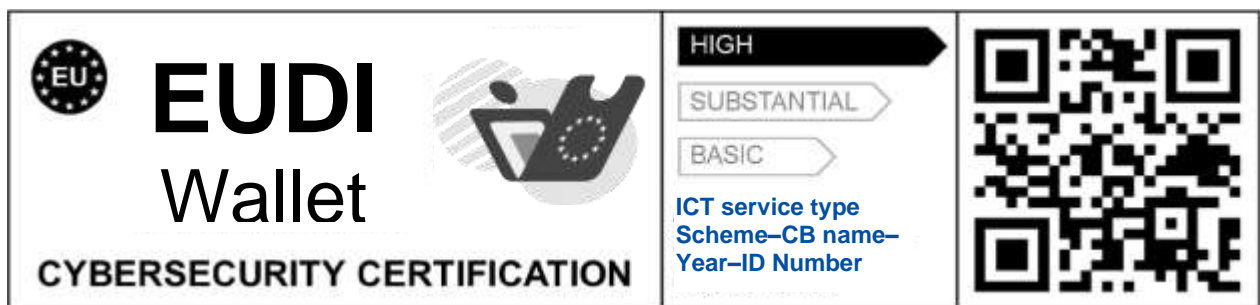 EU
EUDI
Wallet
CYBERSECURITY CERTIFICATION
HIGH
SUBSTANTIAL
BASIC
ICT service type
Scheme–CB name–
Year–ID Number